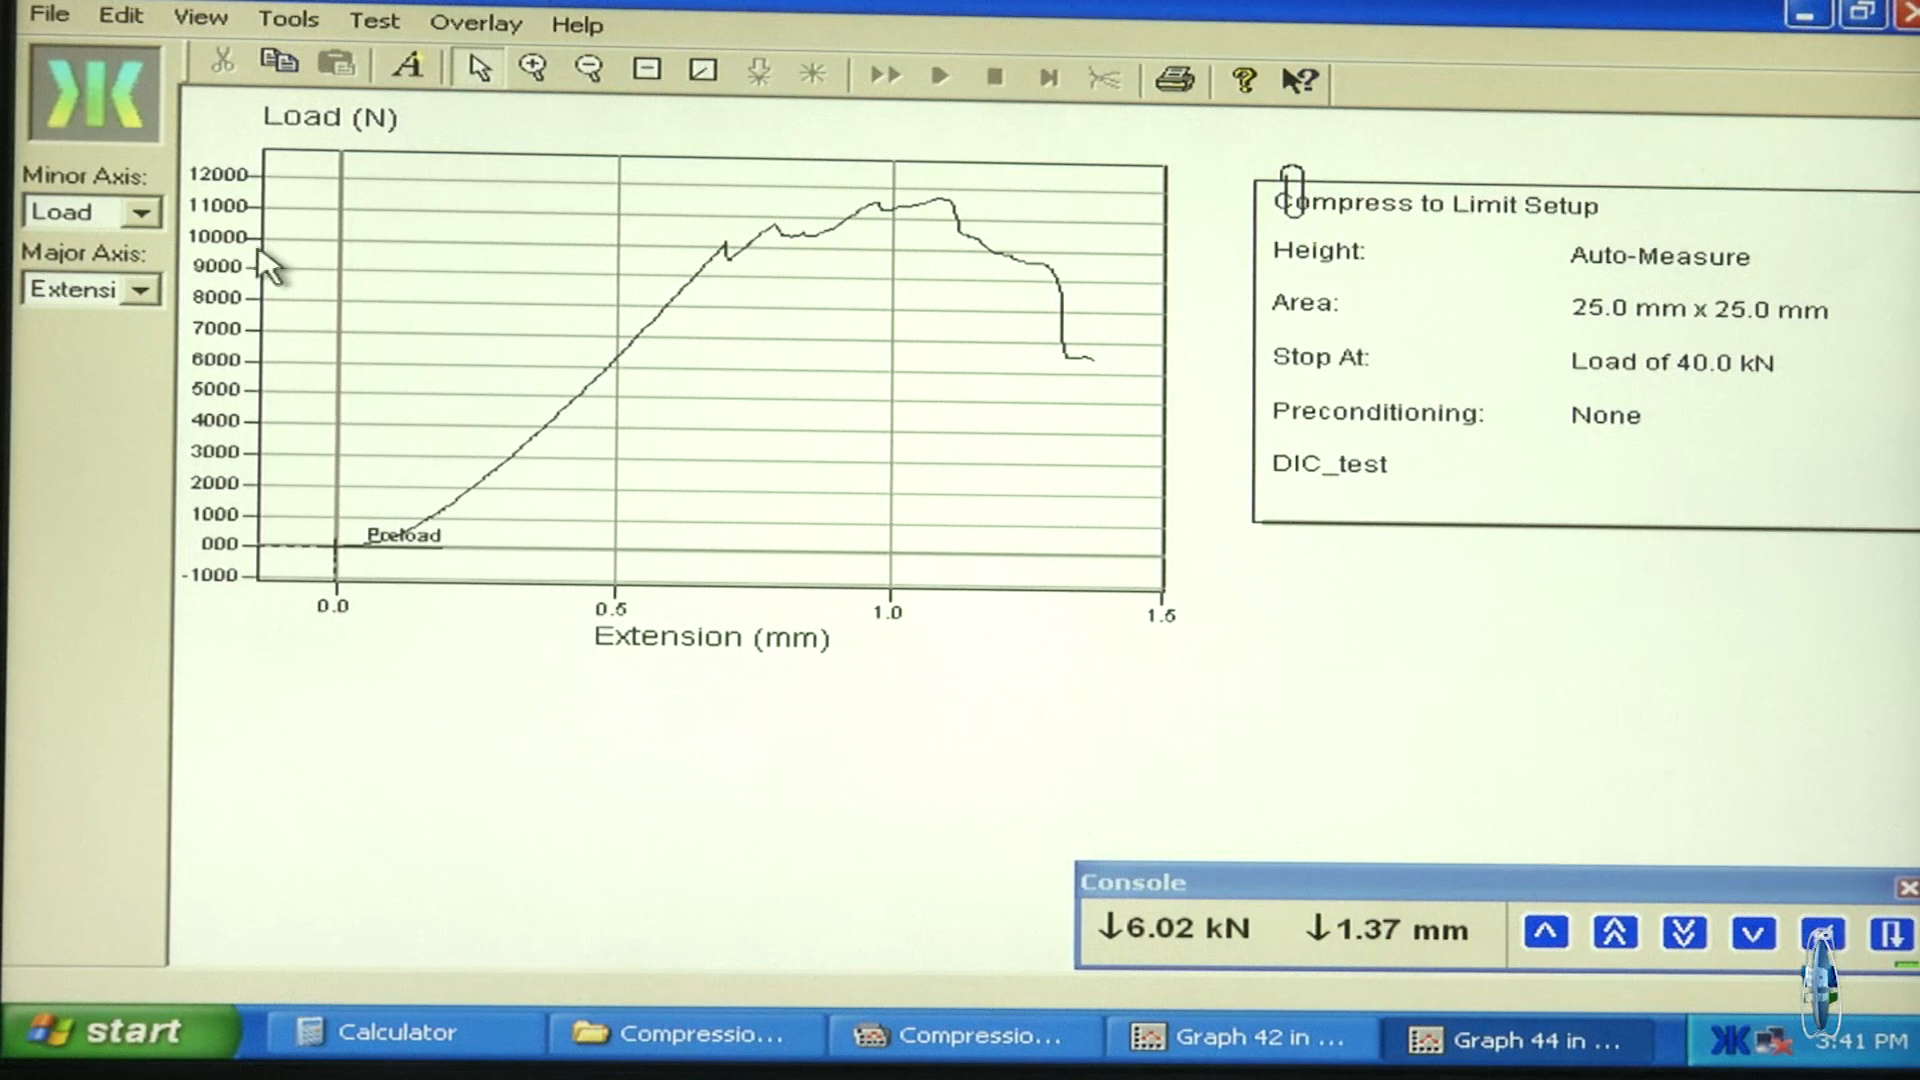 File Edit View Tools Test Overlay Help
Minor Axis:
Load
Major Axis:
Extensi
Load (N)
12000
11000
10000
9000
8000
7000
6000
5000
4000
3000
2000
1000
000
-1000
Preload
0.0 0.5 1.0 1.5
Extension (mm)
Compress to Limit Setup
Height: Auto-Measure
Area: 25.0 mm x 25.0 mm
Stop At: Load of 40.0 kN
Preconditioning: None
DIC_test
Console
↓6.02 kN ↓1.37 mm
start Calculator Compressio... Compressio... Graph 42 in ... Graph 44 in ... 3:41 PM